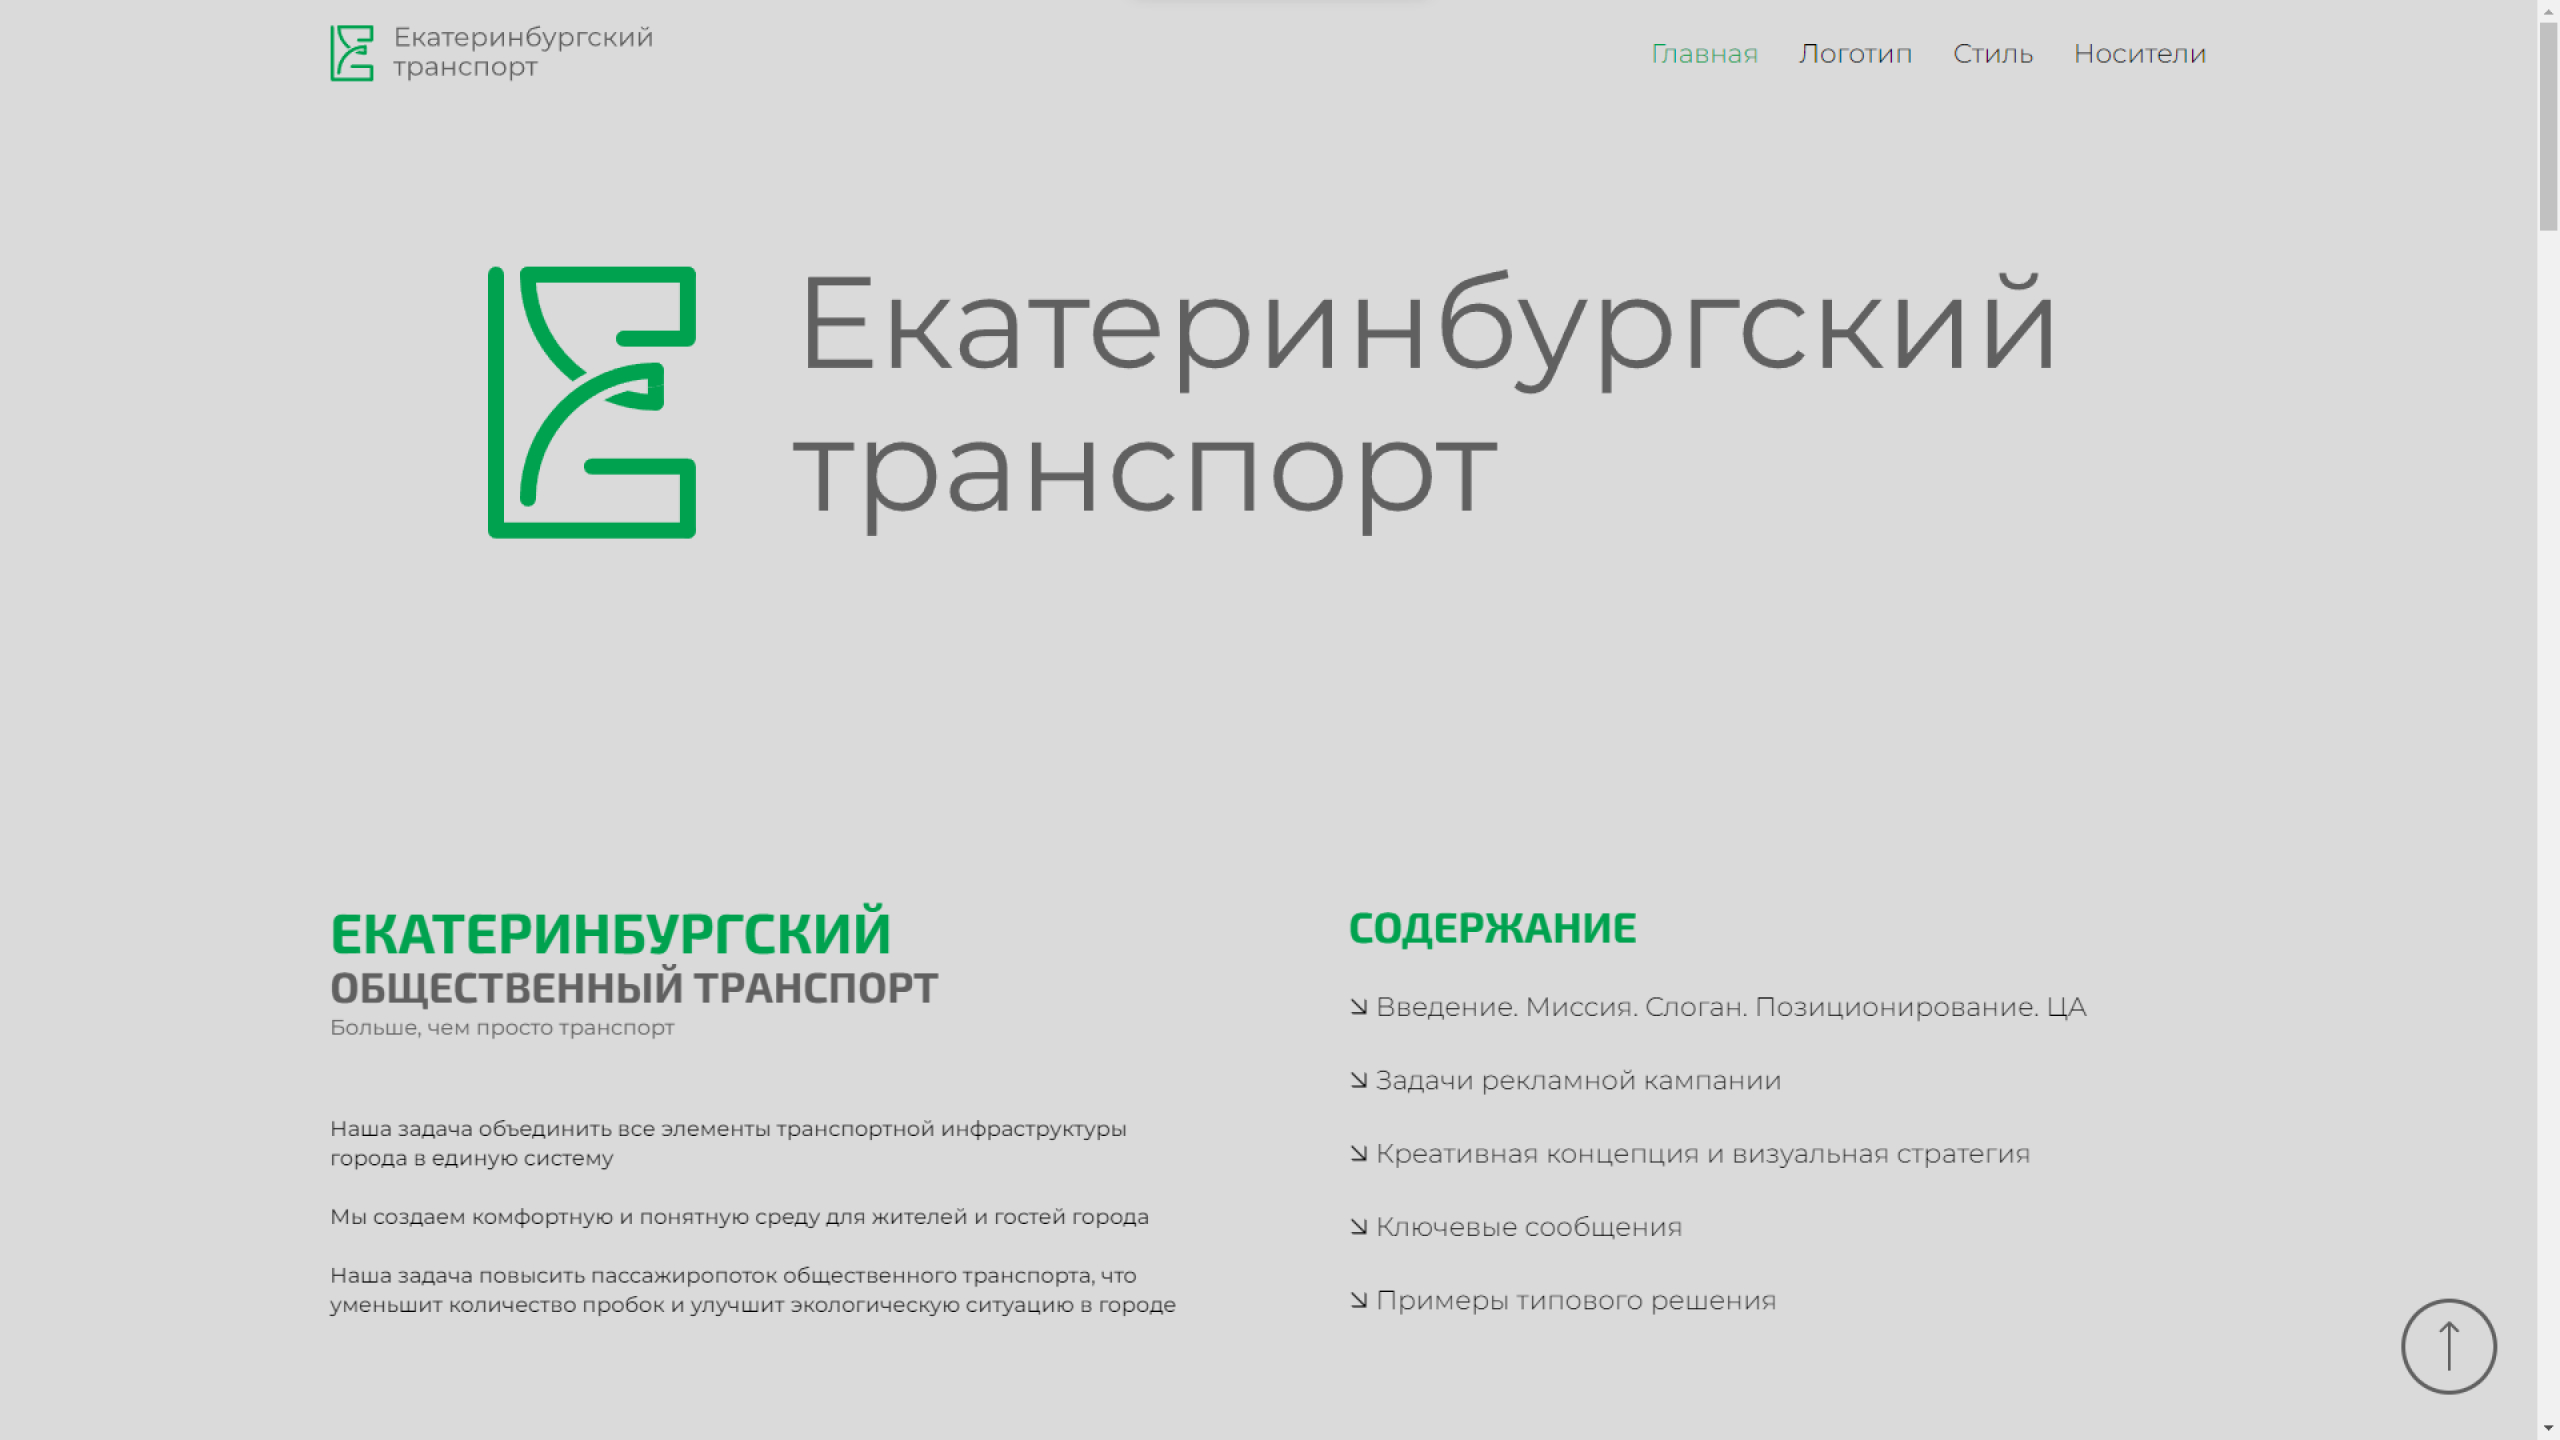 Екатеринбургский
транспорт
Главная Логотип Стиль Носители
Екатеринбургский
транспорт
ЕКАТЕРИНБУРГСКИЙ
ОБЩЕСТВЕННЫЙ ТРАНСПОРТ
Больше, чем просто транспорт
Наша задача объединить все элементы транспортной инфраструктуры
города в единую систему
Мы создаем комфортную и понятную среду для жителей и гостей города
Наша задача повысить пассажиропоток общественного транспорта, что
уменьшит количество пробок и улучшит экологическую ситуацию в городе
СОДЕРЖАНИЕ
Введение. Миссия. Слоган. Позиционирование. ЦА
Задачи рекламной кампании
Креативная концепция и визуальная стратегия
Ключевые сообщения
Примеры типового решения